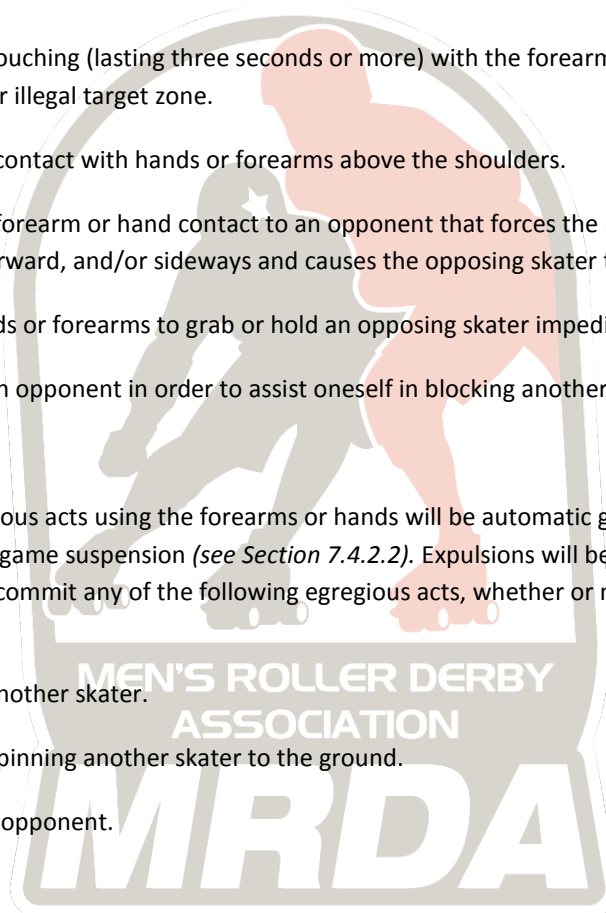 ouching (lasting three seconds or more) with the forearm
r illegal target zone.
contact with hands or forearms above the shoulders.
forearm or hand contact to an opponent that forces the
rward, and/or sideways and causes the opposing skater t
ds or forearms to grab or hold an opposing skater impedi
n opponent in order to assist oneself in blocking another
ous acts using the forearms or hands will be automatic g
game suspension (see Section 7.4.2.2). Expulsions will be
commit any of the following egregious acts, whether or n
nother skater.
MEN'S ROLLER DERBY
ASSOCIATION
pinning another skater to the ground.
opponent.
MRDA